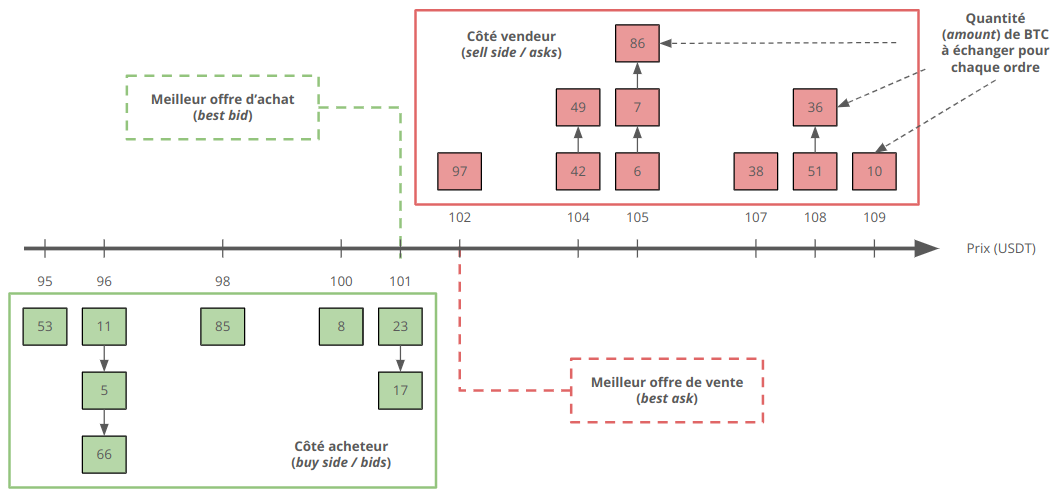 Côté vendeur
(sell side / asks)
86
Quantité
(amount) de BTC
à échanger pour
chaque ordre
Meilleur offre d'achat
(best bid)
49
7
36
97
42
6
38
51
10
102
104
105
107
108
109
Prix (USDT)
95
96
98
100
101
53
11
85
8
23
5
17
Meilleur offre de vente
(best ask)
66
Côté acheteur
(buy side / bids)